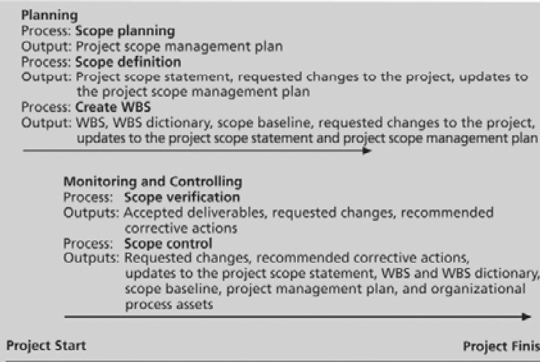 Planning
Process: Scope planning
Output: Project scope management plan
Process: Scope definition
Output: Project scope statement, requested changes to the project, updates to
the project scope management plan
Process: Create WBS
Output: WBS, WBS dictionary, scope baseline, requested changes to the project,
updates to the project scope statement and project scope management plan
Monitoring and Controlling
Process: Scope verification
Outputs: Accepted deliverables, requested changes, recommended
corrective actions
Process: Scope control
Outputs: Requested changes, recommended corrective actions,
updates to the project scope statement, WBS and WBS dictionary,
scope baseline, project management plan, and organizational
process assets
Project Start Project Finis